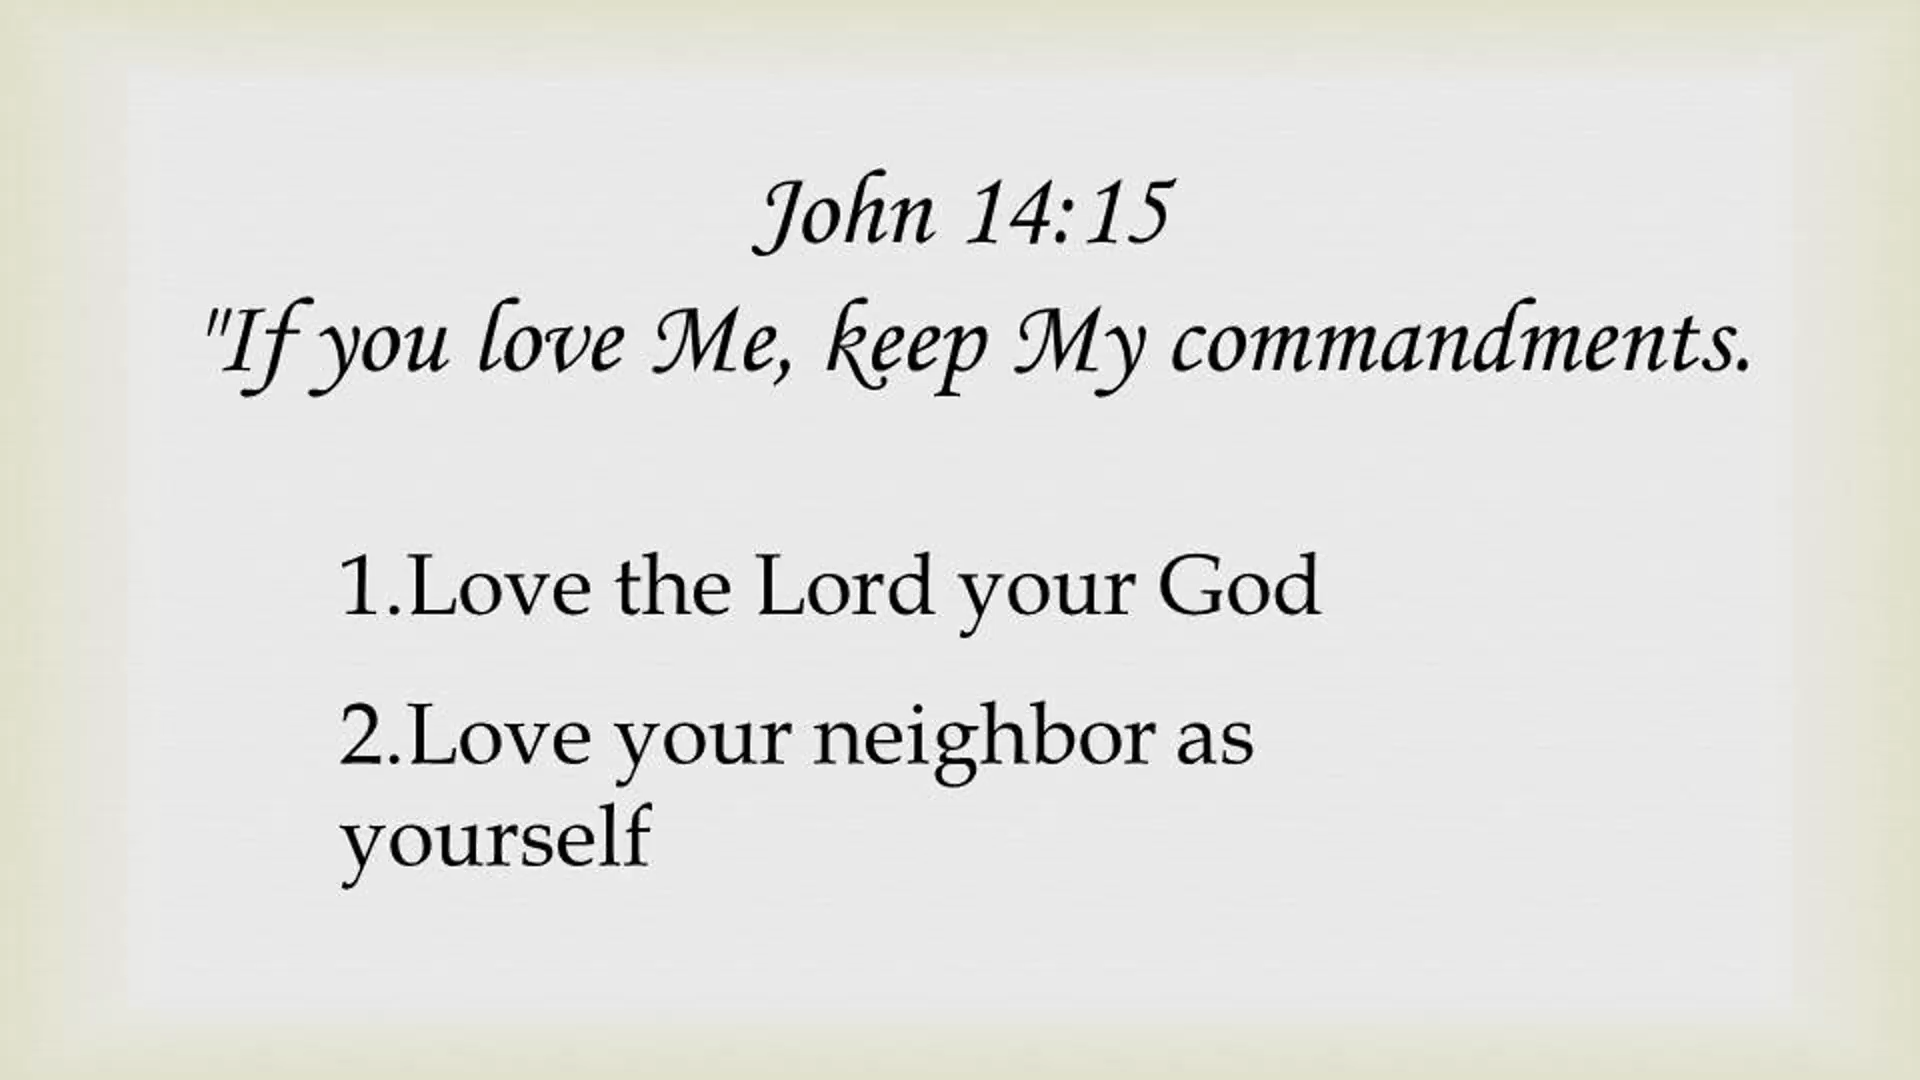 John 14:15
"If you love Me, keep My commandments.
1.Love the Lord your God
2.Love your neighbor as
yourself